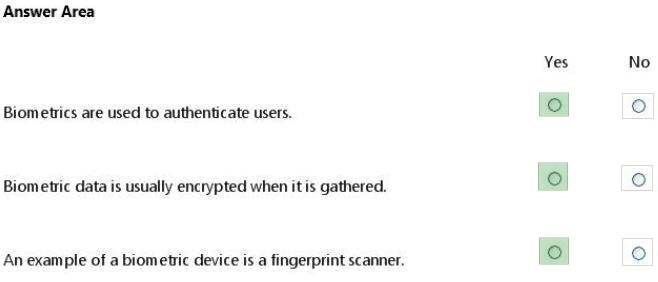 Answer Area
Yes No
Biometrics are used to authenticate users.
Biometric data is usually encrypted when it is gathered.
An example of a biometric device is a fingerprint scanner.